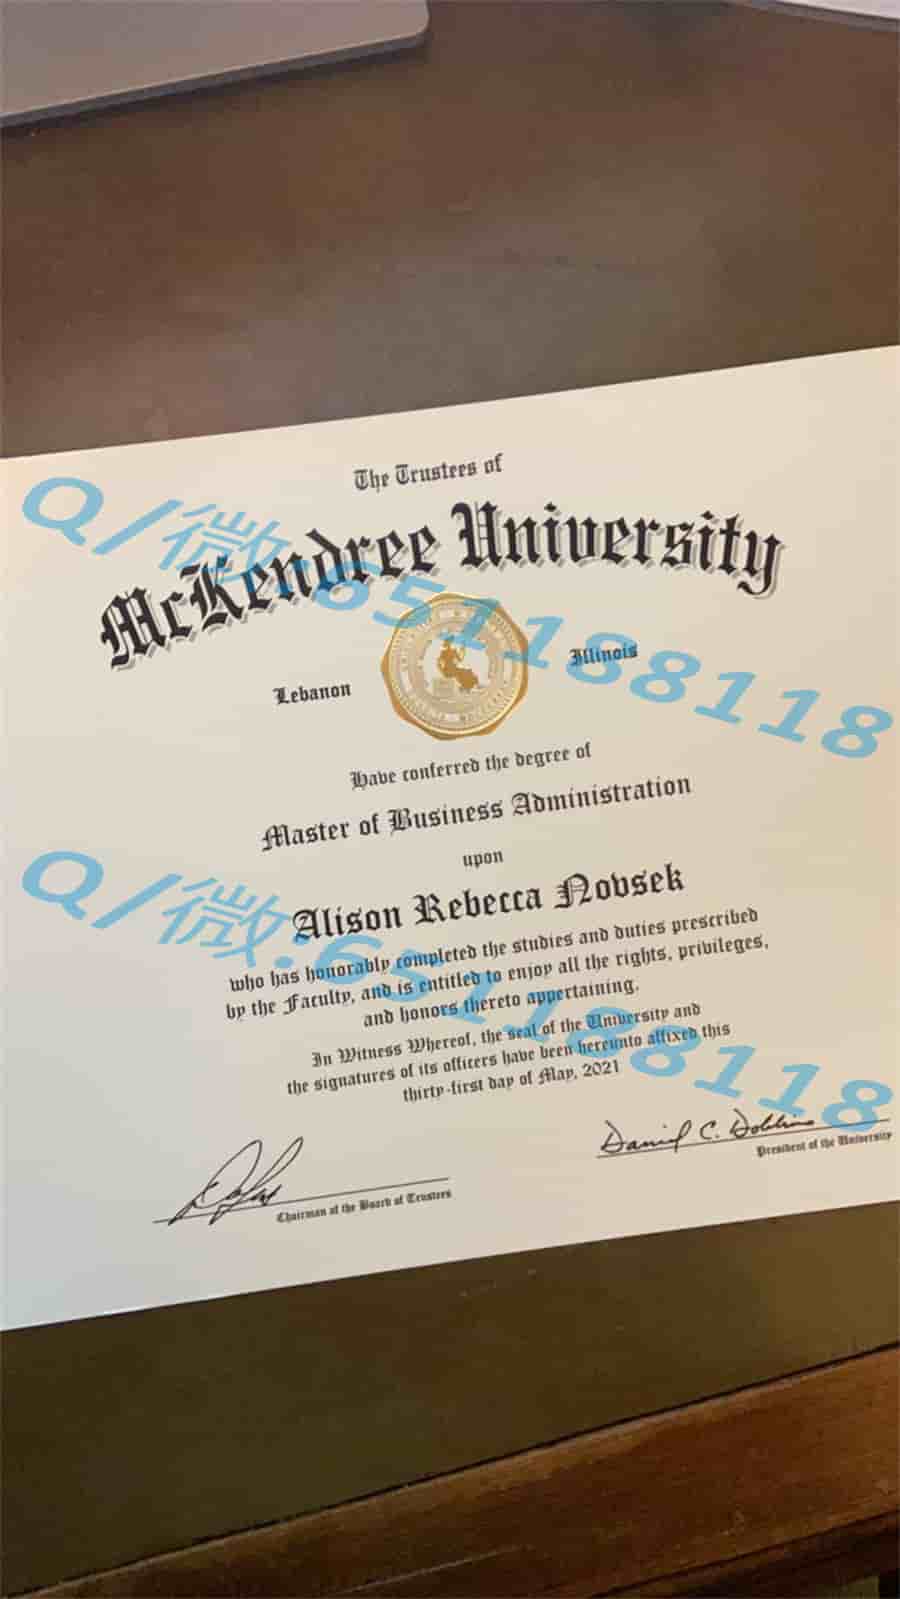 The Trustees of
McKendree University
Lebanon
Illinois
Have conferred the degree of
Master of Business Administration
upon
Alison Rebecca Novsek
who has honorably completed the studies and duties prescribed
by the Faculty, and is entitled to enjoy all the rights, privileges,
and honors thereto appertaining.
In Witness Whereof, the seal of the University and
the signatures of its officers have been hereunto affixed this
thirty-first day of May, 2021
Daniel C. Dobbins
President of the University
Chairman of the Board of Trustees
Q/微:651188118
Q/微:651188118